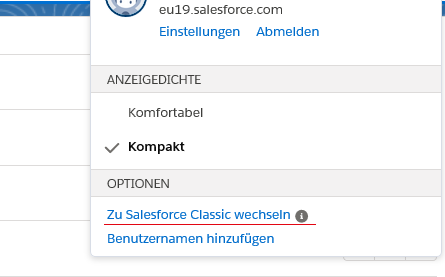 eu19.salesforce.com
Einstellungen Abmelden
ANZEIGEDICHTE
Komfortabel
Kompakt
OPTIONEN
Zu Salesforce Classic wechseln
Benutzernamen hinzufügen